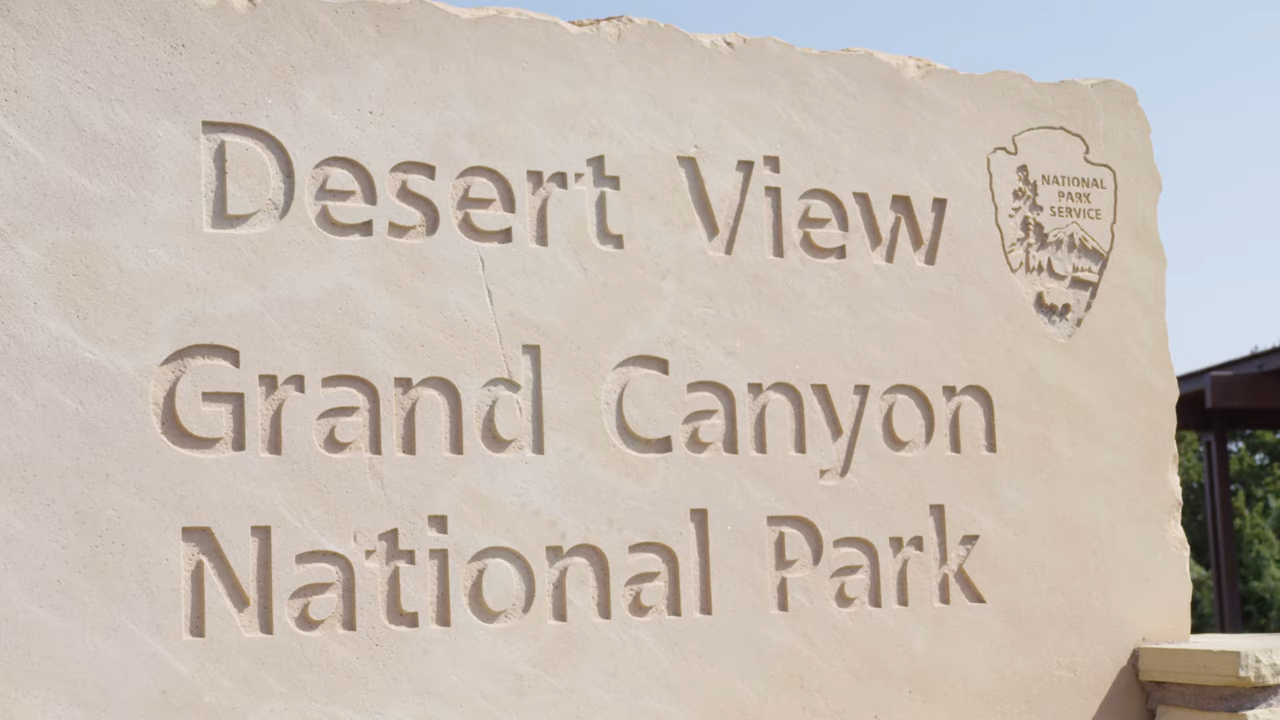 Desert View
Grand Canyon
National Park
NATIONAL
PARK
SERVICE